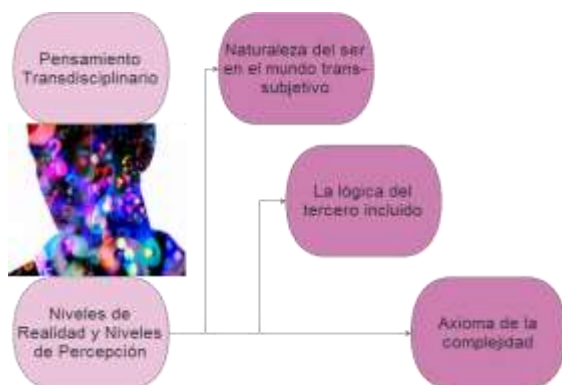 Pensamiento
Transdisciplinario
Naturaleza del ser
en el mundo trans-
subjetivo
La lógica del
tercero incluido
Niveles de
Realidad y Niveles
de Percepción
Axioma de la
complejidad